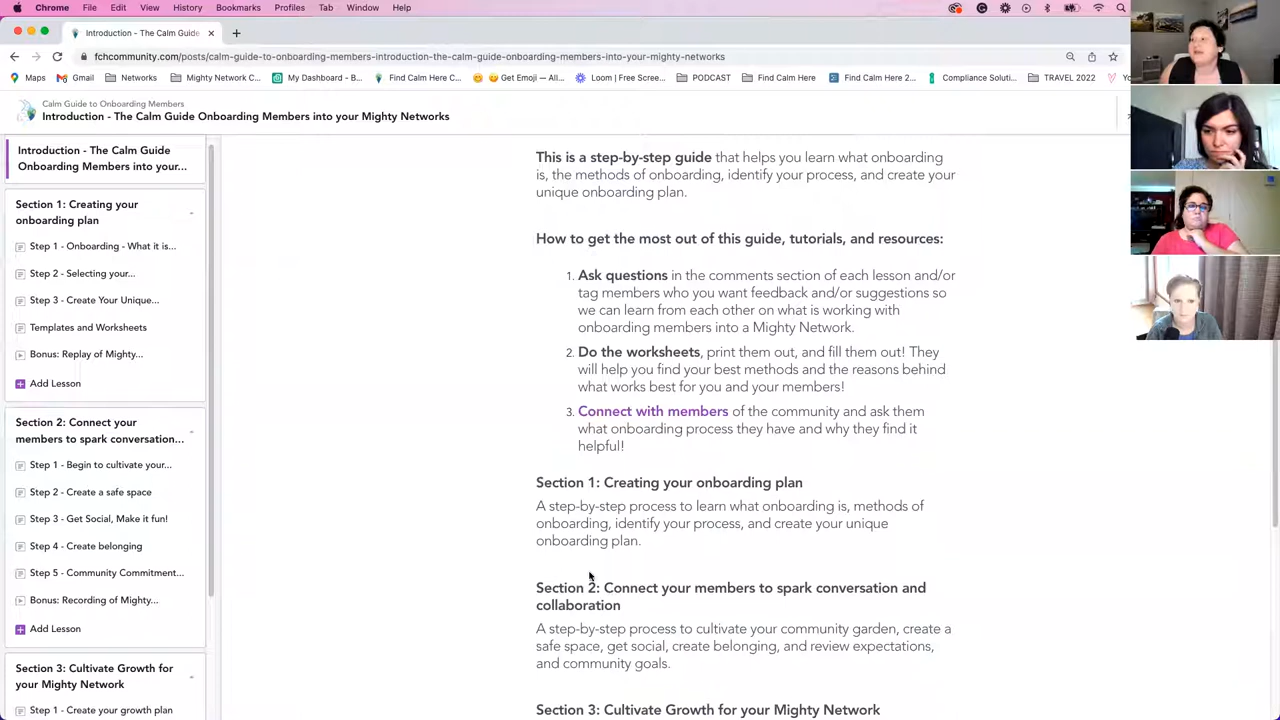 Chrome File Edit View History Bookmarks Profiles Tab Window Help
Introduction - The Calm Guide
fchcommunity.com/posts/calm-guide-to-onboarding-members-introduction-the-calm-guide-onboarding-members-into-your-mighty-networks
Maps Gmail Networks Mighty Network C... My Dashboard - B... Find Calm Here C... Get Emoji — All... Loom | Free Scree... PODCAST Find Calm Here Find Calm Here 2... Compliance Soluti... TRAVEL 2022
Calm Guide to Onboarding Members
Introduction - The Calm Guide Onboarding Members into your Mighty Networks
Introduction - The Calm Guide
Onboarding Members into your...
Section 1: Creating your
onboarding plan
Step 1 - Onboarding - What it is...
Step 2 - Selecting your...
Step 3 - Create Your Unique...
Templates and Worksheets
Bonus: Replay of Mighty...
Add Lesson
Section 2: Connect your
members to spark conversation...
Step 1 - Begin to cultivate your...
Step 2 - Create a safe space
Step 3 - Get Social, Make it fun!
Step 4 - Create belonging
Step 5 - Community Commitment...
Bonus: Recording of Mighty...
Add Lesson
Section 3: Cultivate Growth for
your Mighty Network
Step 1 - Create your growth plan
This is a step-by-step guide that helps you learn what onboarding
is, the methods of onboarding, identify your process, and create your
unique onboarding plan.
How to get the most out of this guide, tutorials, and resources:
1. Ask questions in the comments section of each lesson and/or
tag members who you want feedback and/or suggestions so
we can learn from each other on what is working with
onboarding members into a Mighty Network.
2. Do the worksheets, print them out, and fill them out! They
will help you find your best methods and the reasons behind
what works best for you and your members!
3. Connect with members of the community and ask them
what onboarding process they have and why they find it
helpful!
Section 1: Creating your onboarding plan
A step-by-step process to learn what onboarding is, methods of
onboarding, identify your process, and create your unique
onboarding plan.
Section 2: Connect your members to spark conversation and
collaboration
A step-by-step process to cultivate your community garden, create a
safe space, get social, create belonging, and review expectations,
and community goals.
Section 3: Cultivate Growth for your Mighty Network